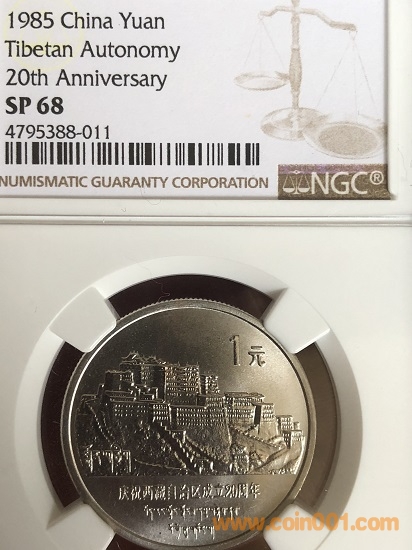 1985 China Yuan
Tibetan Autonomy
20th Anniversary
SP 68
4795388-011
NUMISMATIC GUARANTY CORPORATION
NGC®
1元
庆祝西藏自治区成立20周年
www.coin001.com